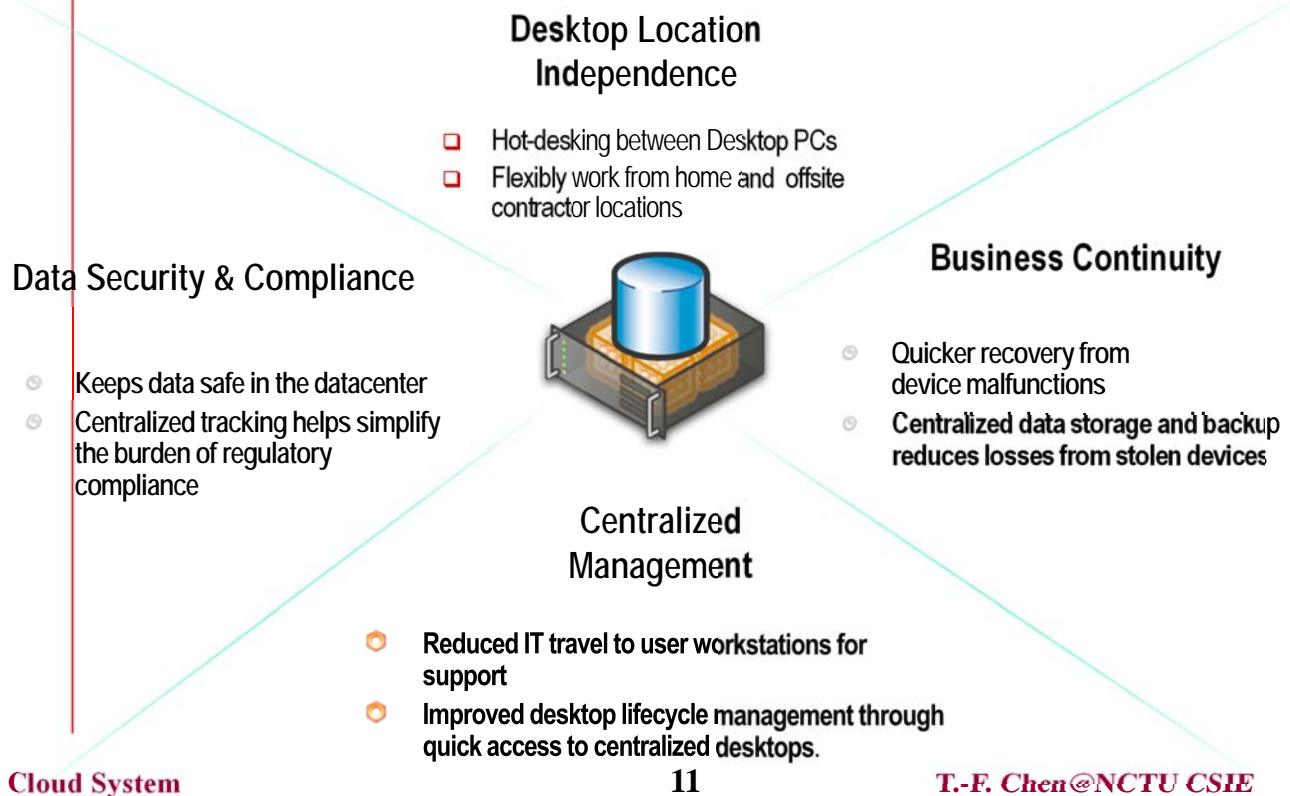 Desktop Location
Independence
Hot-desking between Desktop PCs
Flexibly work from home and offsite
contractor locations
Data Security & Compliance
Keeps data safe in the datacenter
Centralized tracking helps simplify
the burden of regulatory
compliance
Business Continuity
Quicker recovery from
device malfunctions
Centralized data storage and backup
reduces losses from stolen devices
Centralized
Management
Reduced IT travel to user workstations for
support
Improved desktop lifecycle management through
quick access to centralized desktops.
Cloud System
11
T.-F. Chen@NCTU CSIE